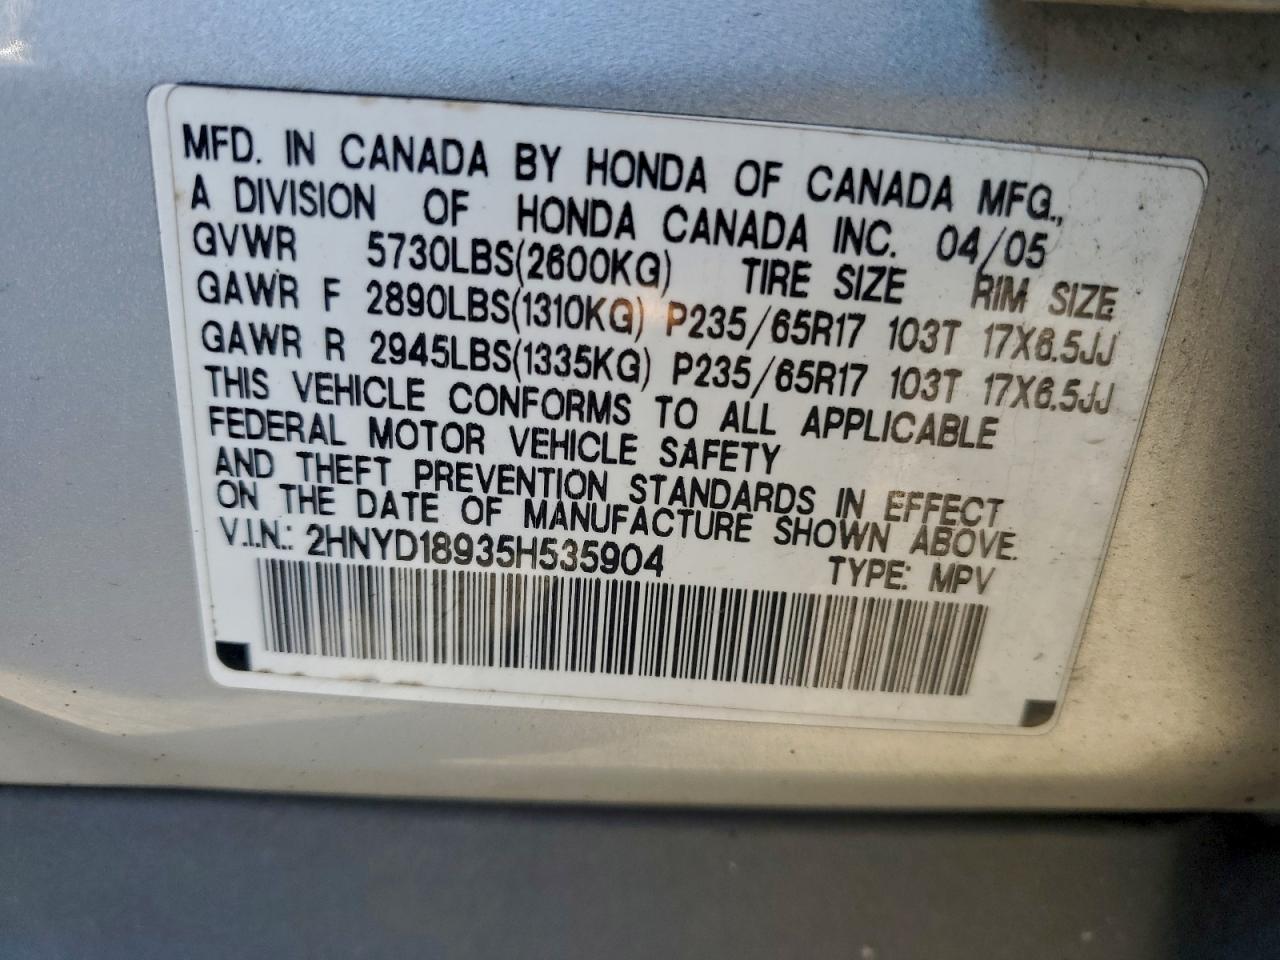 MFD. IN CANADA BY HONDA OF CANADA MFG.,
A DIVISION OF HONDA CANADA INC. 04/05
GVWR 5730LBS(2600KG) TIRE SIZE RIM SIZE
GAWR F 2890LBS(1310KG) P235/65R17 103T 17X6.5JJ
GAWR R 2945LBS(1335KG) P235/65R17 103T 17X6.5JJ
THIS VEHICLE CONFORMS TO ALL APPLICABLE
FEDERAL MOTOR VEHICLE SAFETY
AND THEFT PREVENTION STANDARDS IN EFFECT
ON THE DATE OF MANUFACTURE SHOWN ABOVE.
V.I.N.: 2HNYD18935H535904 TYPE: MPV